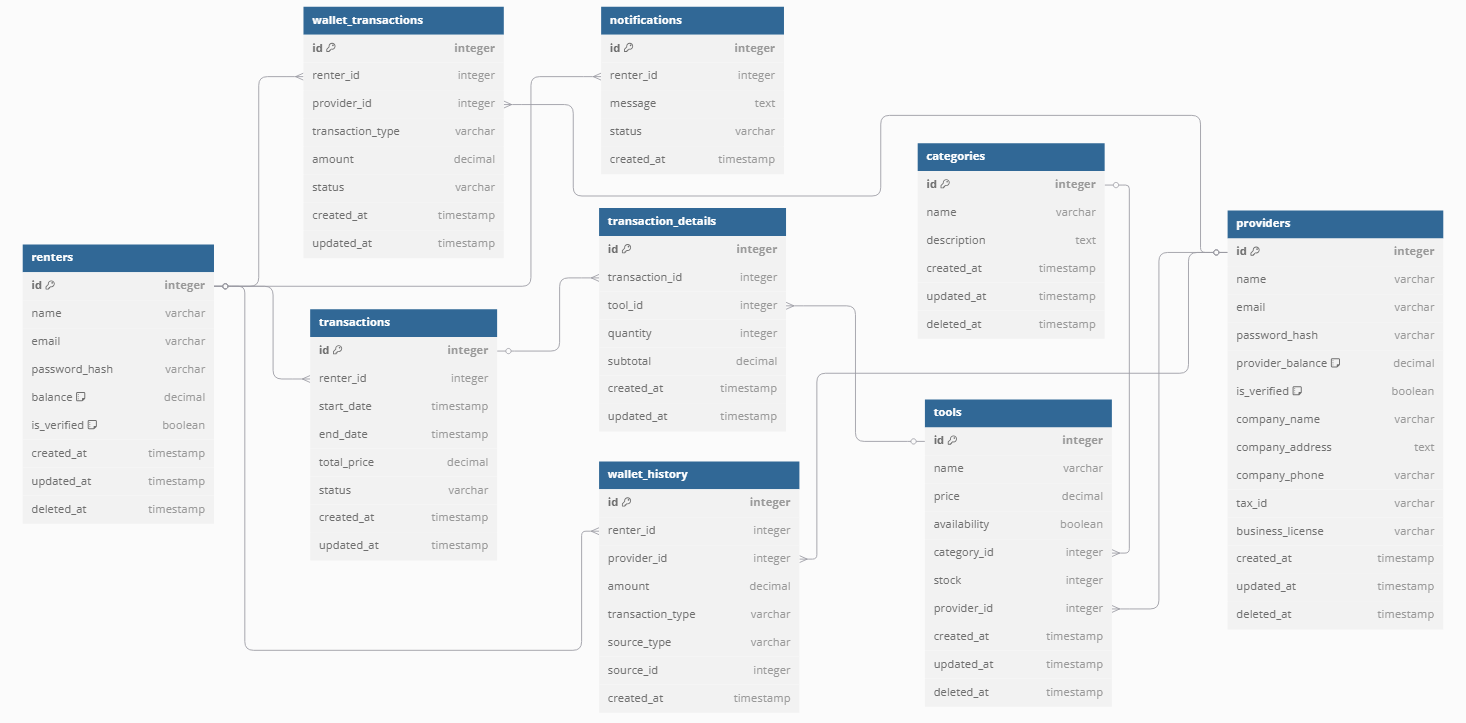 wallet_transactions
id integer
renter_id integer
provider_id integer
transaction_type varchar
amount decimal
status varchar
created_at timestamp
updated_at timestamp
notifications
id integer
renter_id integer
message text
status varchar
created_at timestamp
categories
id integer
name varchar
description text
created_at timestamp
updated_at timestamp
deleted_at timestamp
transaction_details
id integer
transaction_id integer
tool_id integer
quantity integer
subtotal decimal
created_at timestamp
updated_at timestamp
providers
id integer
name varchar
email varchar
password_hash varchar
provider_balance decimal
is_verified boolean
company_name varchar
company_address text
company_phone varchar
tax_id varchar
business_license varchar
created_at timestamp
updated_at timestamp
deleted_at timestamp
renters
id integer
name varchar
email varchar
password_hash varchar
balance decimal
is_verified boolean
created_at timestamp
updated_at timestamp
deleted_at timestamp
transactions
id integer
renter_id integer
start_date timestamp
end_date timestamp
total_price decimal
status varchar
created_at timestamp
updated_at timestamp
tools
id integer
name varchar
price decimal
availability boolean
category_id integer
stock integer
provider_id integer
created_at timestamp
updated_at timestamp
deleted_at timestamp
wallet_history
id integer
renter_id integer
provider_id integer
amount decimal
transaction_type varchar
source_type varchar
source_id integer
created_at timestamp